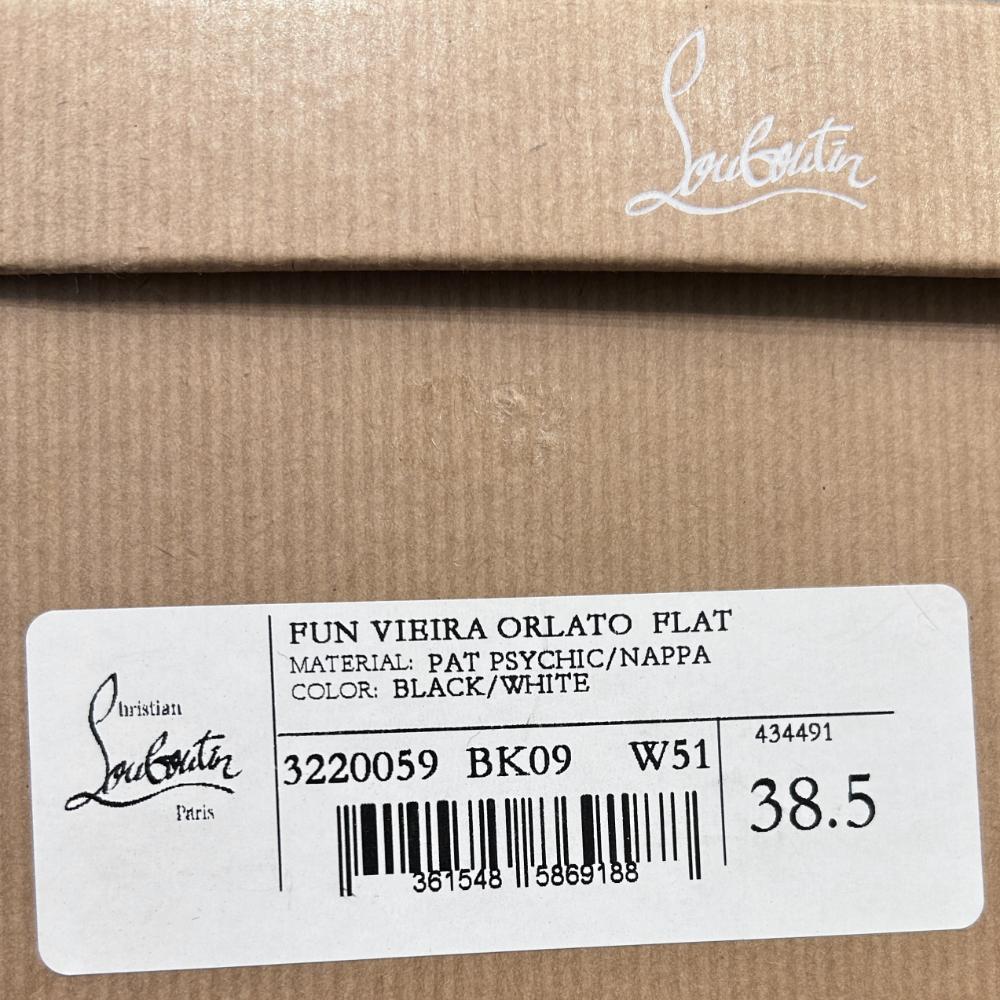 Louboutin
FUN VIEIRA ORLATO FLAT
MATERIAL: PAT PSYCHIC/NAPPA
COLOR: BLACK/WHITE
Christian
Louboutin
Paris
3220059 BK09 W51
434491
38.5
361548 5869188